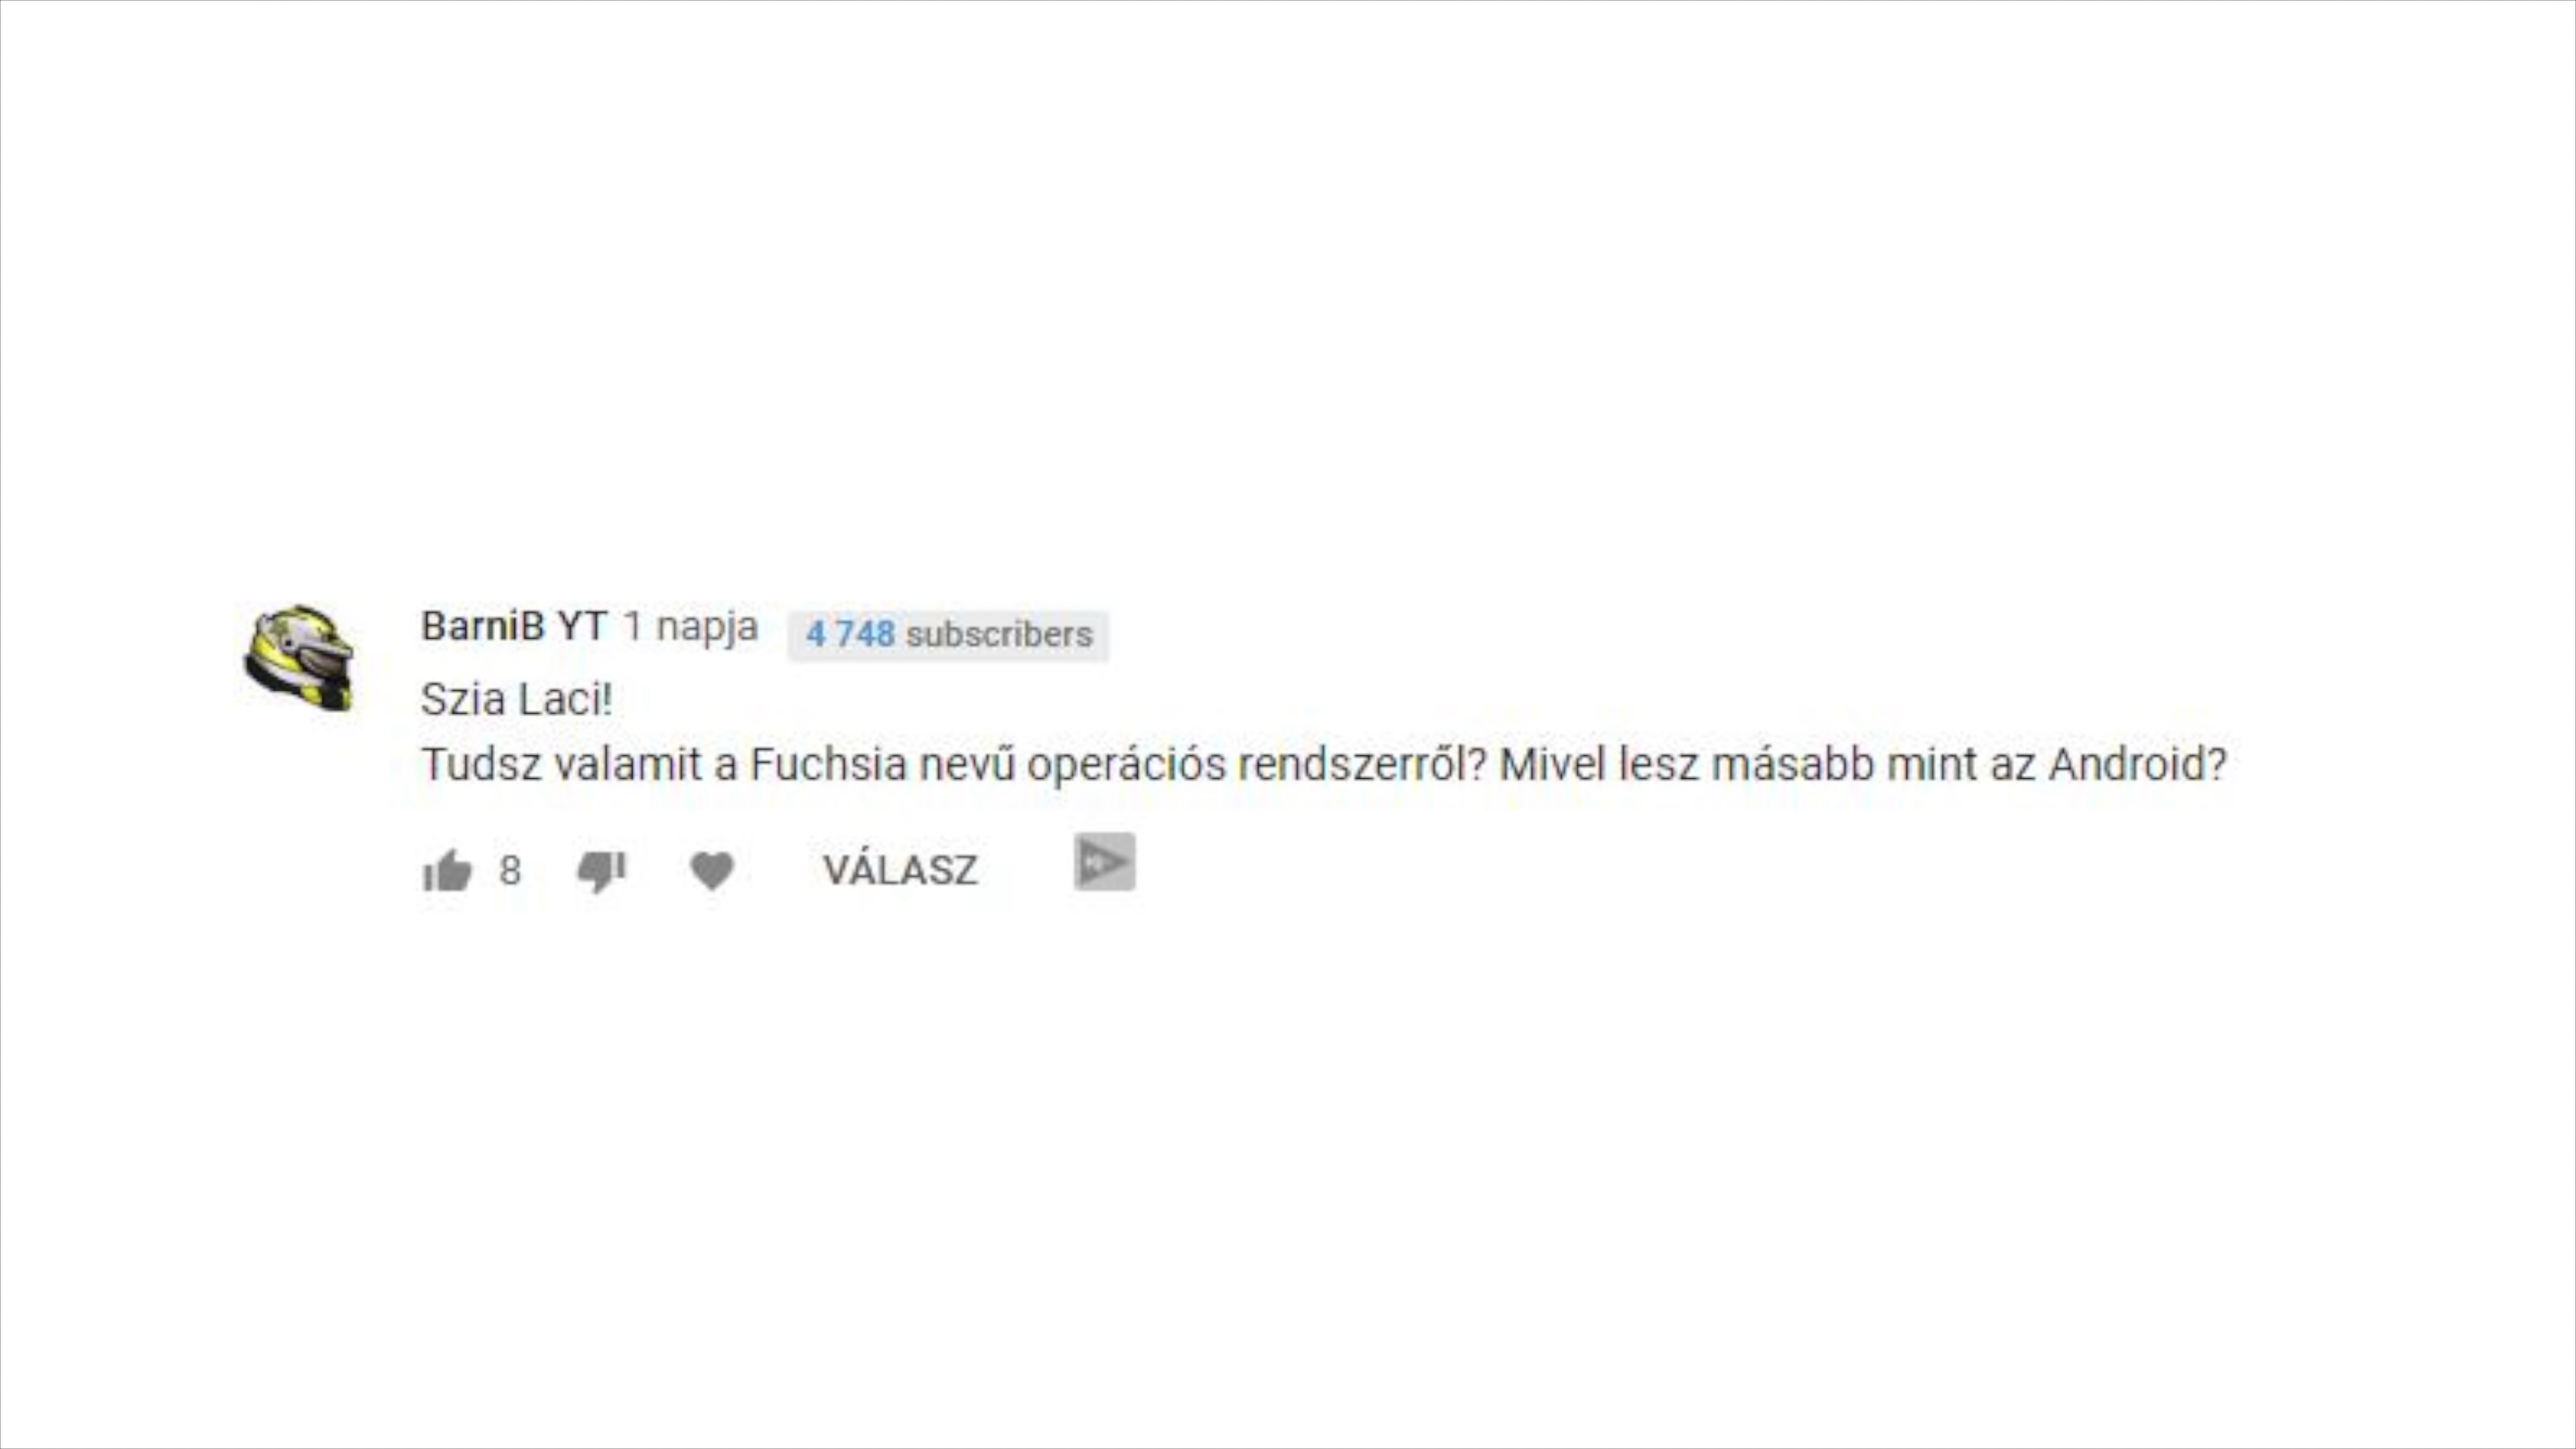 BarniB YT 1 napja 4 748 subscribers
Szia Laci!
Tudsz valamit a Fuchsia nevű operációs rendszerről? Mivel lesz másabb mint az Android?
8 VÁLASZ